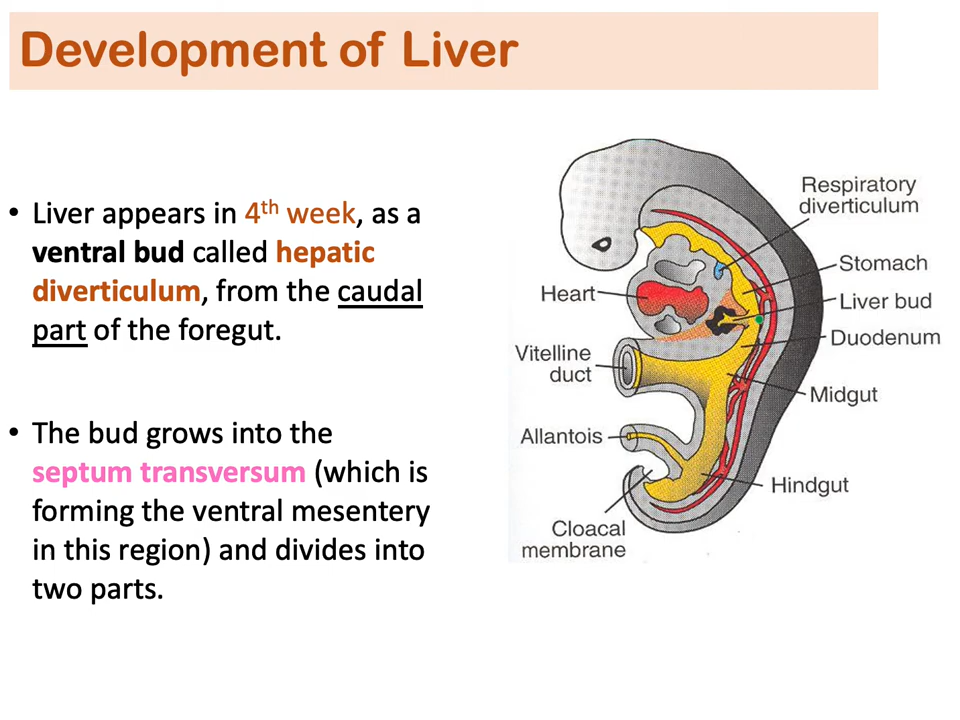 Development of Liver
• Liver appears in 4th week, as a
ventral bud called hepatic
diverticulum, from the caudal
part of the foregut.
• The bud grows into the
septum transversum (which is
forming the ventral mesentery
in this region) and divides into
two parts.
Respiratory
diverticulum
Stomach
Heart
Liver bud
Duodenum
Vitelline
duct
Midgut
Allantois
Hindgut
Cloacal
membrane